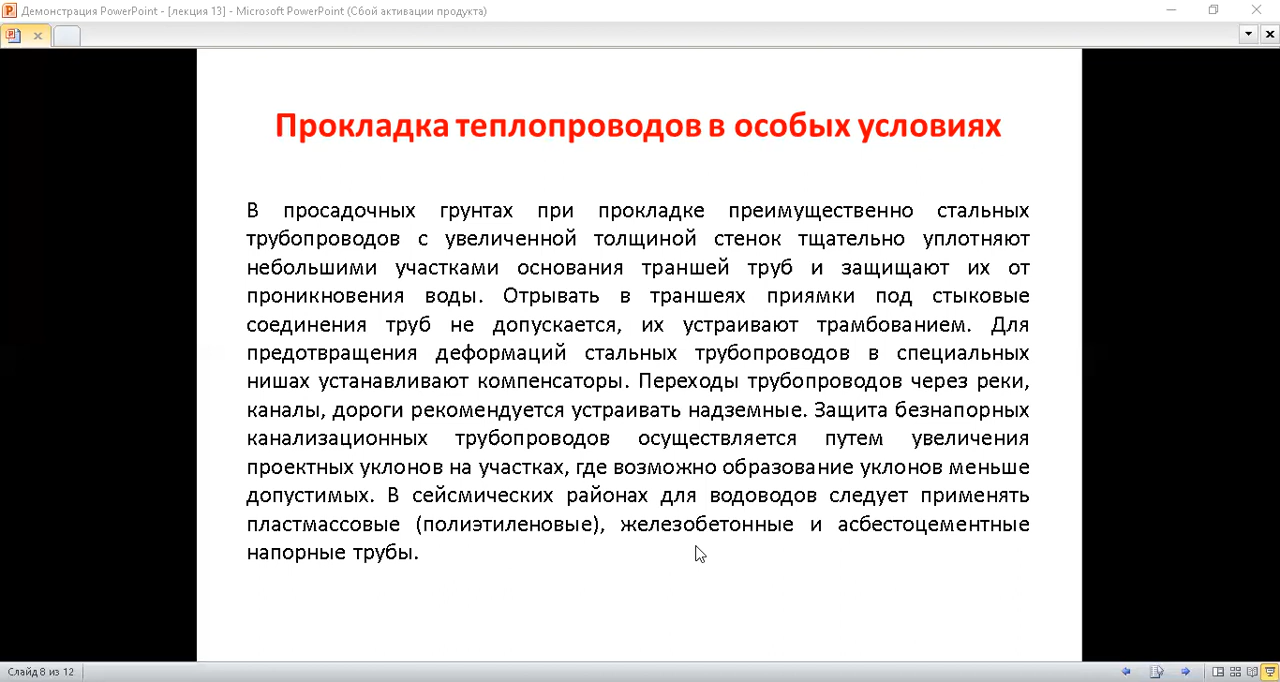 Демонстрация PowerPoint - [лекция 13] - Microsoft PowerPoint (Сбой активации продукта)
Прокладка теплопроводов в особых условиях
В просадочных грунтах при прокладке преимущественно стальных
трубопроводов с увеличенной толщиной стенок тщательно уплотняют
небольшими участками основания траншей труб и защищают их от
проникновения воды. Отрывать в траншеях приямки под стыковые
соединения труб не допускается, их устраивают трамбованием. Для
предотвращения деформаций стальных трубопроводов в специальных
нишах устанавливают компенсаторы. Переходы трубопроводов через реки,
каналы, дороги рекомендуется устраивать надземные. Защита безнапорных
канализационных трубопроводов осуществляется путем увеличения
проектных уклонов на участках, где возможно образование уклонов меньше
допустимых. В сейсмических районах для водоводов следует применять
пластмассовые (полиэтиленовые), железобетонные и асбестоцементные
напорные трубы.
Слайд 8 из 12